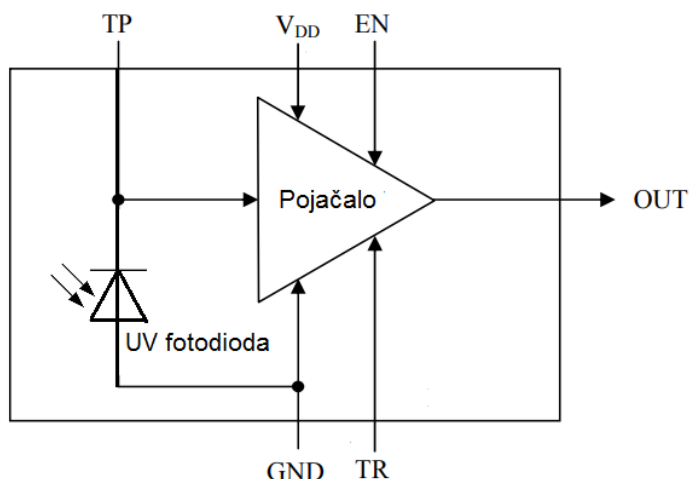 TP V_DD EN
Pojačalo
OUT
UV fotodioda
GND TR